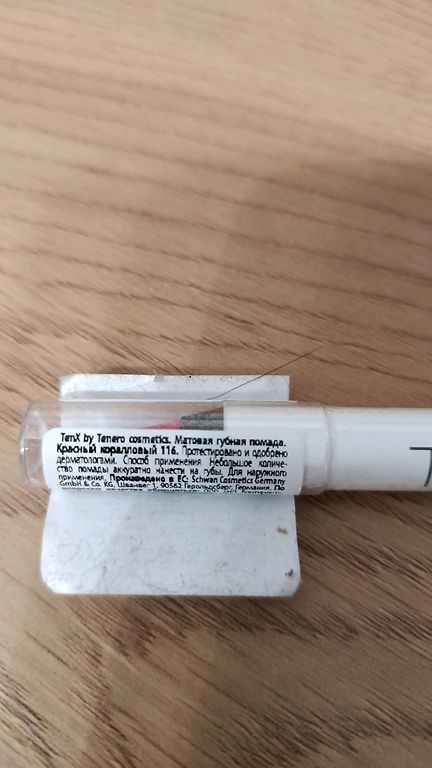 TenX by Tenero cosmetics. Матовая губная помада.
Красный коралловый 116. Протестировано и одобрено
дерматологами. Способ применения: Небольшое количе-
ство помады аккуратно нанести на губы. Для наружного
применения. Произведено в ЕС: Schwan Cosmetics Germany
GmbH & Co. KG, Шванвег 1, 90562 Герольдсберг, Германия. По
T